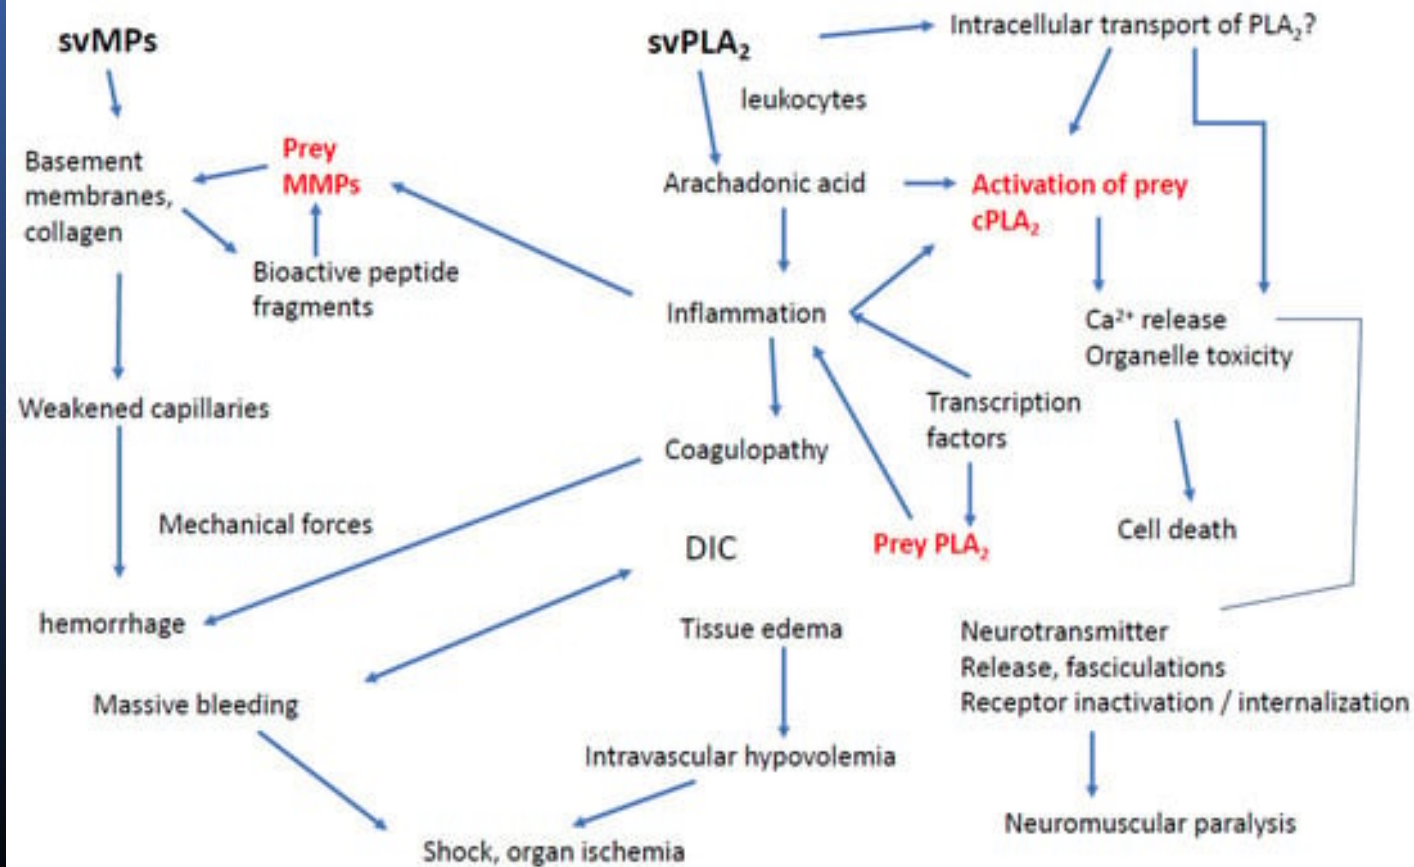 svMPs
svPLA₂
Intracellular transport of PLA₂?
leukocytes
Basement
membranes,
collagen
Prey
MMPs
Arachadonic acid
Activation of prey
cPLA₂
Bioactive peptide
fragments
Inflammation
Ca²⁺ release
Organelle toxicity
Weakened capillaries
Transcription
factors
Coagulopathy
Mechanical forces
Cell death
DIC
Prey PLA₂
hemorrhage
Tissue edema
Neurotransmitter
Release, fasciculations
Receptor inactivation / internalization
Massive bleeding
Intravascular hypovolemia
Neuromuscular paralysis
Shock, organ ischemia